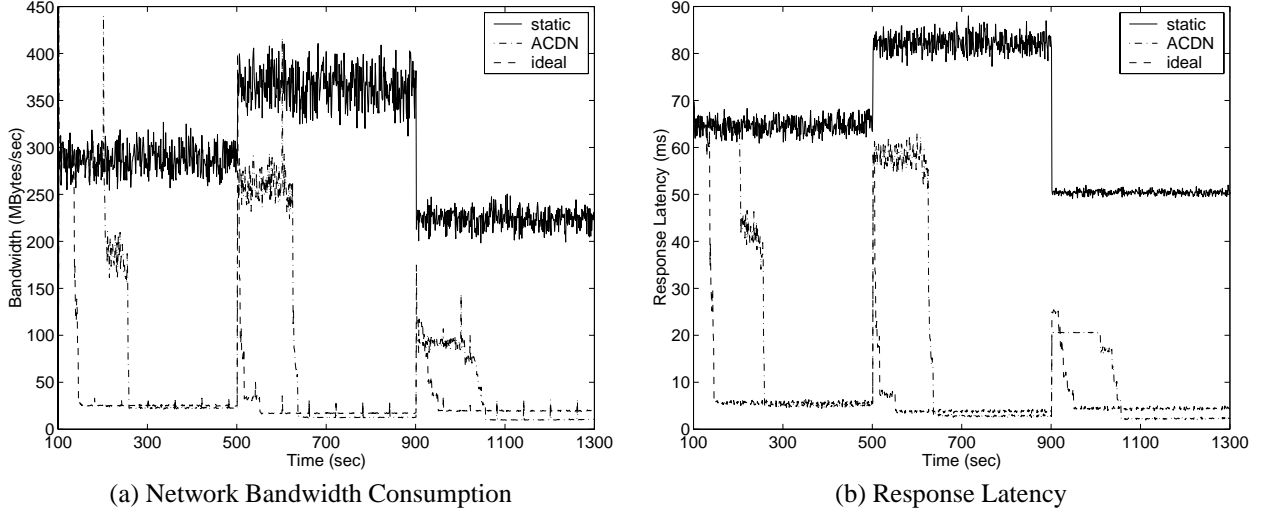 450
400
350
300
250
200
150
100
50
0
Bandwidth (MBytes/sec)
static
ACDN
ideal
100 300 500 700 900 1100 1300
Time (sec)
(a) Network Bandwidth Consumption
90
80
70
60
50
40
30
20
10
0
Response Latency (ms)
static
ACDN
ideal
100 300 500 700 900 1100 1300
Time (sec)
(b) Response Latency